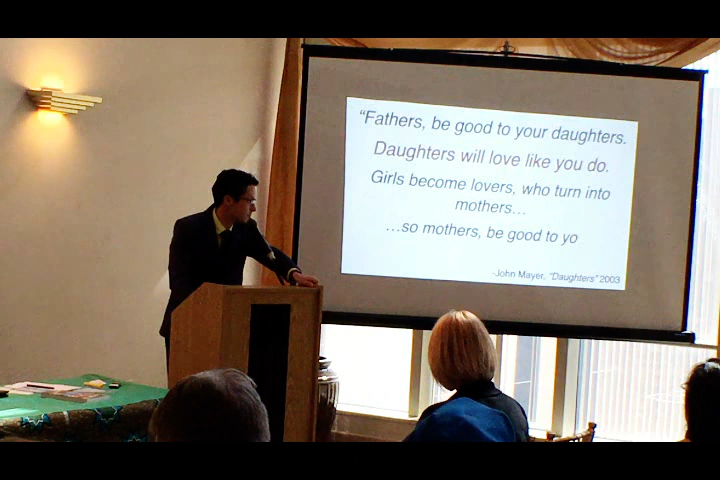 “Fathers, be good to your daughters.
Daughters will love like you do.
Girls become lovers, who turn into
mothers…
…so mothers, be good to yo
-John Mayer, “Daughters” 2003